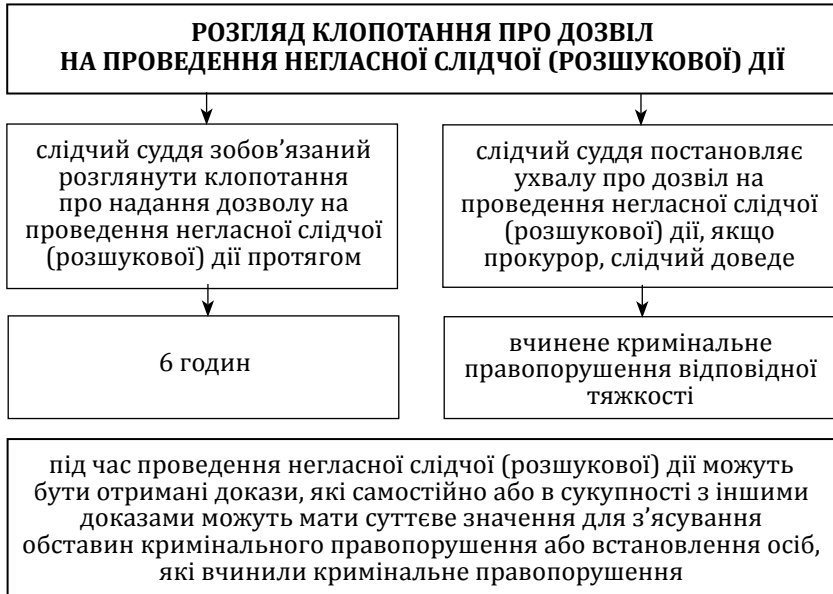 РОЗГЛЯД КЛОПОТАННЯ ПРО ДОЗВІЛ
НА ПРОВЕДЕННЯ НЕГЛАСНОЇ СЛІДЧОЇ (РОЗШУКОВОЇ) ДІЇ
слідчий суддя зобов’язаний
розглянути клопотання
про надання дозволу на
проведення негласної слідчої
(розшукової) дії протягом
6 годин
слідчий суддя постановляє
ухвалу про дозвіл на
проведення негласної слідчої
(розшукової) дії, якщо
прокурор, слідчий доведе
вчинене кримінальне
правопорушення відповідної
тяжкості
під час проведення негласної слідчої (розшукової) дії можуть
бути отримані докази, які самостійно або в сукупності з іншими
доказами можуть мати суттєве значення для з’ясування
обставин кримінального правопорушення або встановлення осіб,
які вчинили кримінальне правопорушення